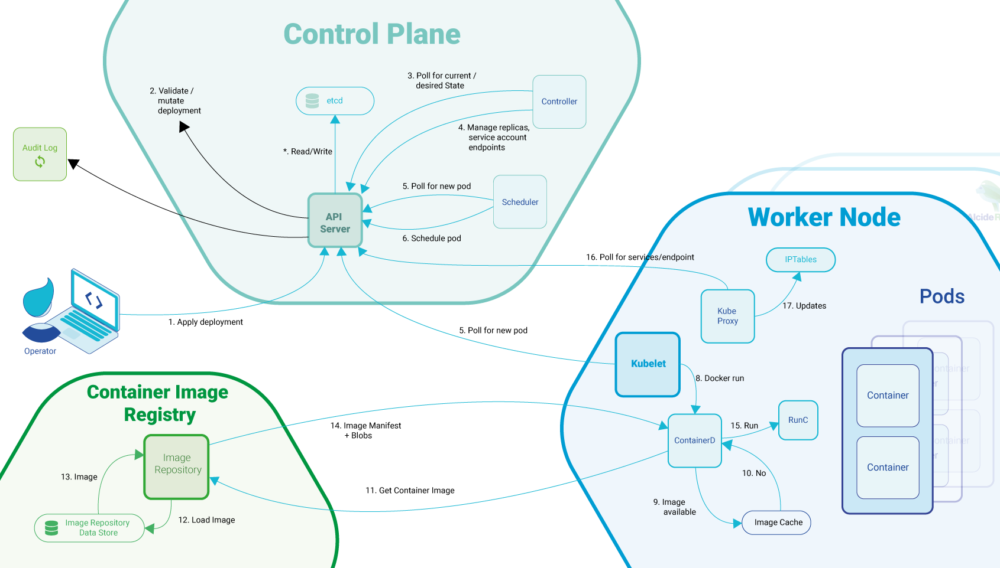 Control Plane
2. Validate /
mutate
deployment
3. Poll for current /
desired State
Controller
etcd
4. Manage replicas,
service account
endpoints
*. Read/Write
Audit Log
5. Poll for new pod
Scheduler
API
Server
6. Schedule pod
Worker Node
16. Poll for services/endpoint
IPTables
Pods
17. Updates
Kube
Proxy
1. Apply deployment
Operator
5. Poll for new pod
Kubelet
8. Docker run
Container Image
Registry
14. Image Manifest
+ Blobs
15. Run
RunC
ContainerD
Container
Container
Image
Repository
13. Image
10. No
11. Get Container Image
9. Image
available
12. Load Image
Image Repository
Data Store
Image Cache